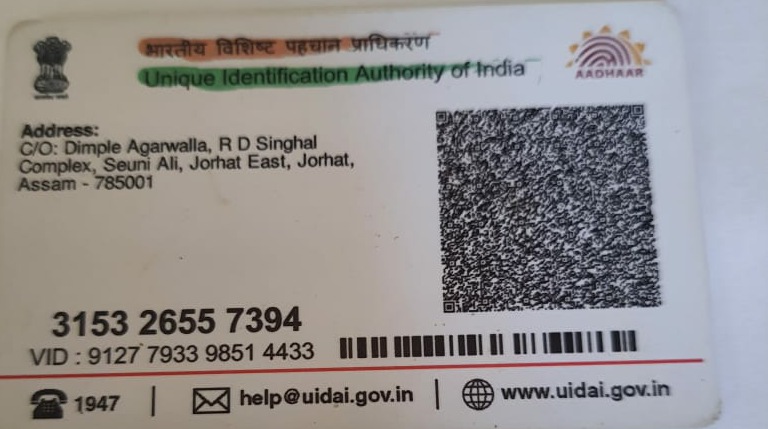 भारतीय विशिष्ट पहचान प्राधिकरण
Unique Identification Authority of India
AADHAAR
Address:
C/O: Dimple Agarwalla, R D Singhal
Complex, Seuni Ali, Jorhat East, Jorhat,
Assam - 785001
3153 2655 7394
VID : 9127 7933 9851 4433
1947 | help@uidai.gov.in | www.uidai.gov.in